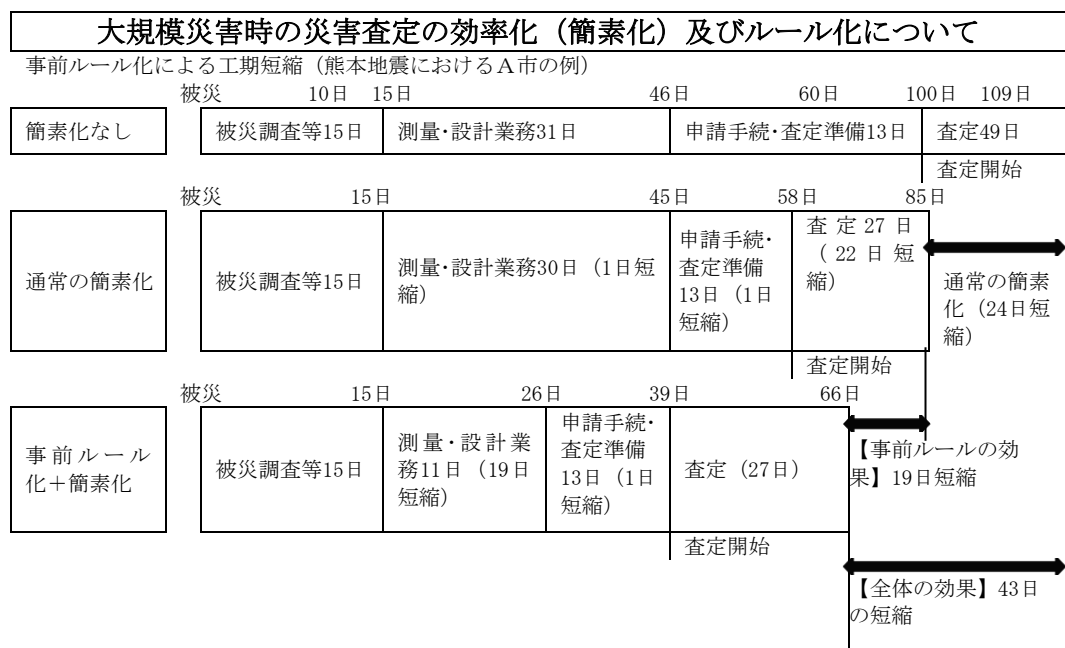 大規模災害時の災害査定の効率化（簡素化）及びルール化について
事前ルール化による工期短縮（熊本地震におけるＡ市の例）
被災 10日 15日 46日 60日 100日 109日
簡素化なし
被災調査等15日
測量・設計業務31日
申請手続・査定準備13日
査定49日
査定開始
被災 15日 45日 58日 85日
通常の簡素化
被災調査等15日
測量・設計業務30日（1日短
縮）
申請手続・
査定準備
13日（1日
短縮）
査定27日
（22日短
縮）
通常の簡素
化（24日短
縮）
査定開始
被災 15日 26日 39日 66日
事前ルール
化＋簡素化
被災調査等15日
測量・設計業
務11日（19日
短縮）
申請手続・
査定準備
13日（1日
短縮）
査定（27日）
【事前ルールの効
果】19日短縮
査定開始
【全体の効果】43日
の短縮